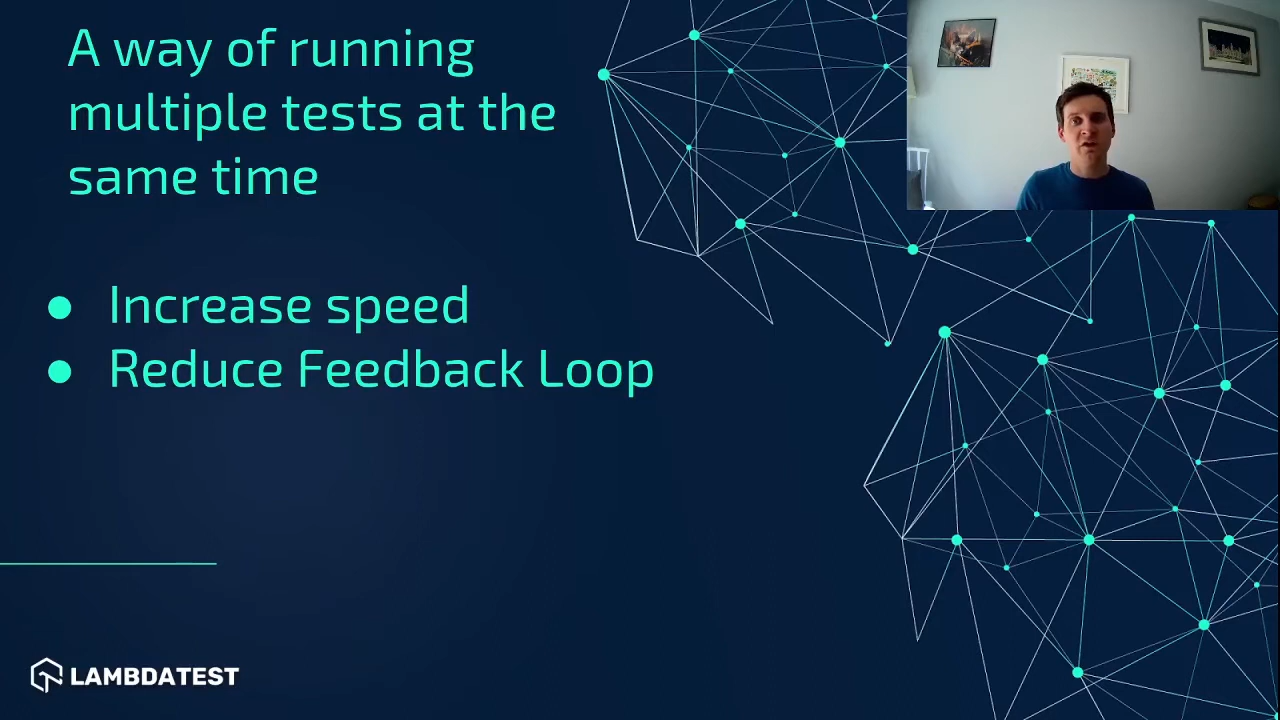 A way of running
multiple tests at the
same time
● Increase speed
● Reduce Feedback Loop
LAMBDATEST